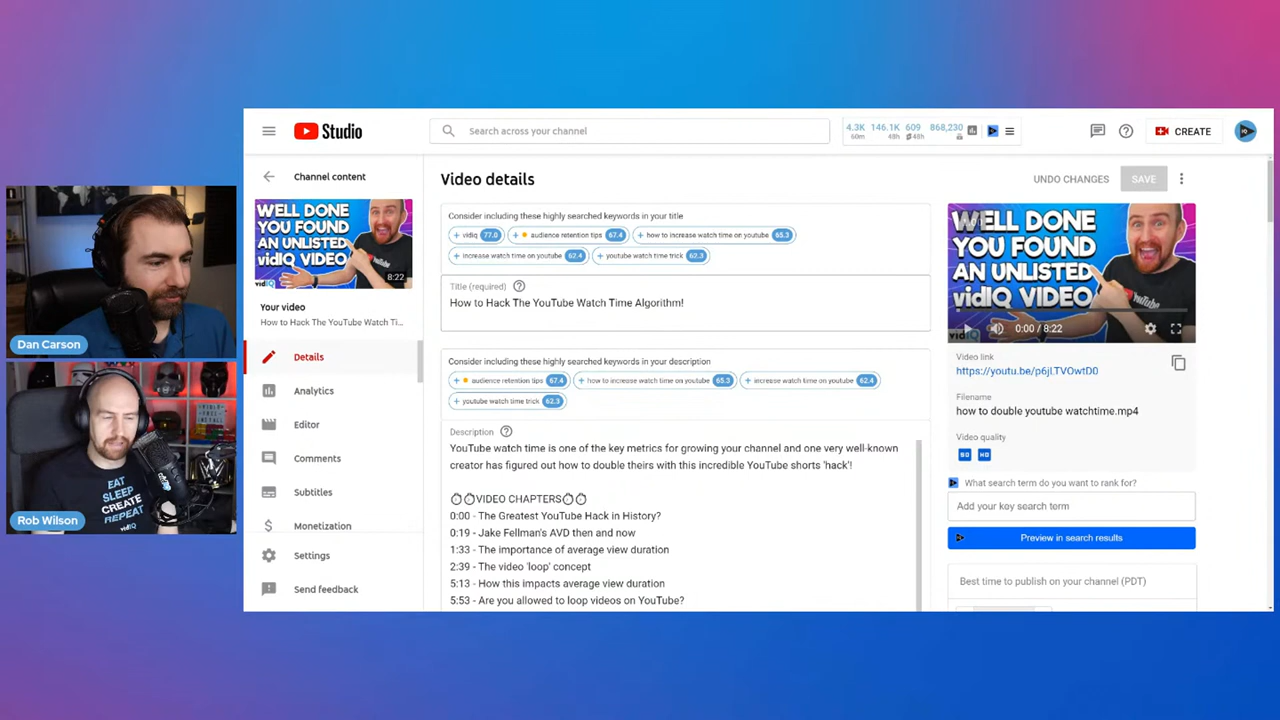 Studio
Search across your channel
4.3K 146.1K 609 868,230
60m 48h 48h
CREATE
Channel content
WELL DONE
YOU FOUND
AN UNLISTED
vidIQ VIDEO
8:22
Your video
How to Hack The YouTube Watch Ti...
Details
Analytics
Editor
Comments
Subtitles
Monetization
Settings
Send feedback
Video details
UNDO CHANGES
SAVE
Consider including these highly searched keywords in your title
+ vidiq 77.0
+ audience retention tips 67.4
+ how to increase watch time on youtube 65.3
+ increase watch time on youtube 62.4
+ youtube watch time trick 62.3
Title (required)
How to Hack The YouTube Watch Time Algorithm!
Consider including these highly searched keywords in your description
+ audience retention tips 67.4
+ how to increase watch time on youtube 65.3
+ increase watch time on youtube 62.4
+ youtube watch time trick 62.3
Description
YouTube watch time is one of the key metrics for growing your channel and one very well-known
creator has figured out how to double theirs with this incredible YouTube shorts 'hack'!
⏱⏱VIDEO CHAPTERS⏱⏱
0:00 - The Greatest YouTube Hack in History?
0:19 - Jake Fellman's AVD then and now
1:33 - The importance of average view duration
2:39 - The video 'loop' concept
5:13 - How this impacts average view duration
5:53 - Are you allowed to loop videos on YouTube?
WELL DONE
YOU FOUND
AN UNLISTED
vidIQ VIDEO
0:00 / 8:22
Video link
https://youtu.be/p6jLTVOwtD0
Filename
how to double youtube watchtime.mp4
Video quality
SD HD
What search term do you want to rank for?
Add your key search term
Preview in search results
Best time to publish on your channel (PDT)
Dan Carson
EAT
SLEEP
CREATE
REPEAT
vidIQ
Rob Wilson